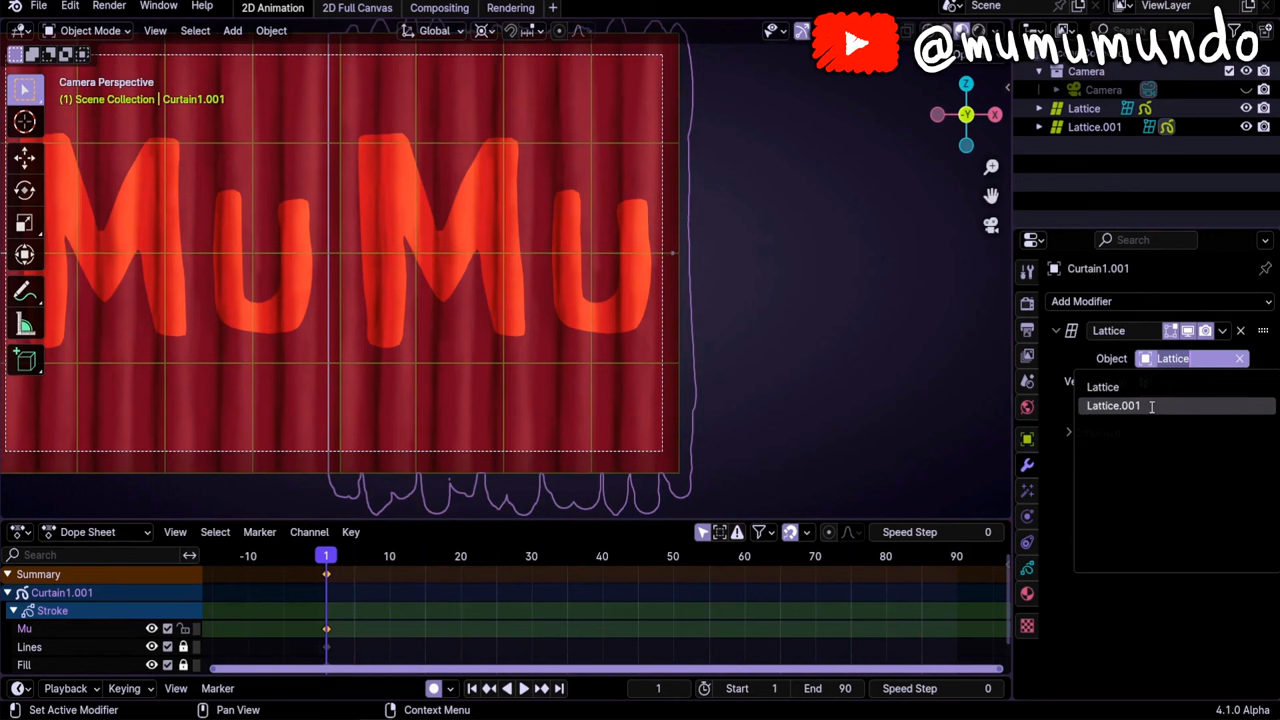 File Edit Render Window Help 2D Animation 2D Full Canvas Compositing Rendering + Scene ViewLayer
Object Mode View Select Add Object Global
@mumumundo
Camera Perspective
(1) Scene Collection | Curtain1.001
Mu Mu
Z
-Y X
Camera
Camera
Lattice
Lattice.001
Search
Curtain1.001
Add Modifier
Lattice
Object Lattice
Lattice
Lattice.001
Dope Sheet View Select Marker Channel Key Speed Step 0
Search -10 1 10 20 30 40 50 60 70 80 90
Summary
Curtain1.001
Stroke
Mu
Lines
Fill
Playback Keying View Marker 1 Start 1 End 90 Speed Step 0
Set Active Modifier Pan View Context Menu 4.1.0 Alpha